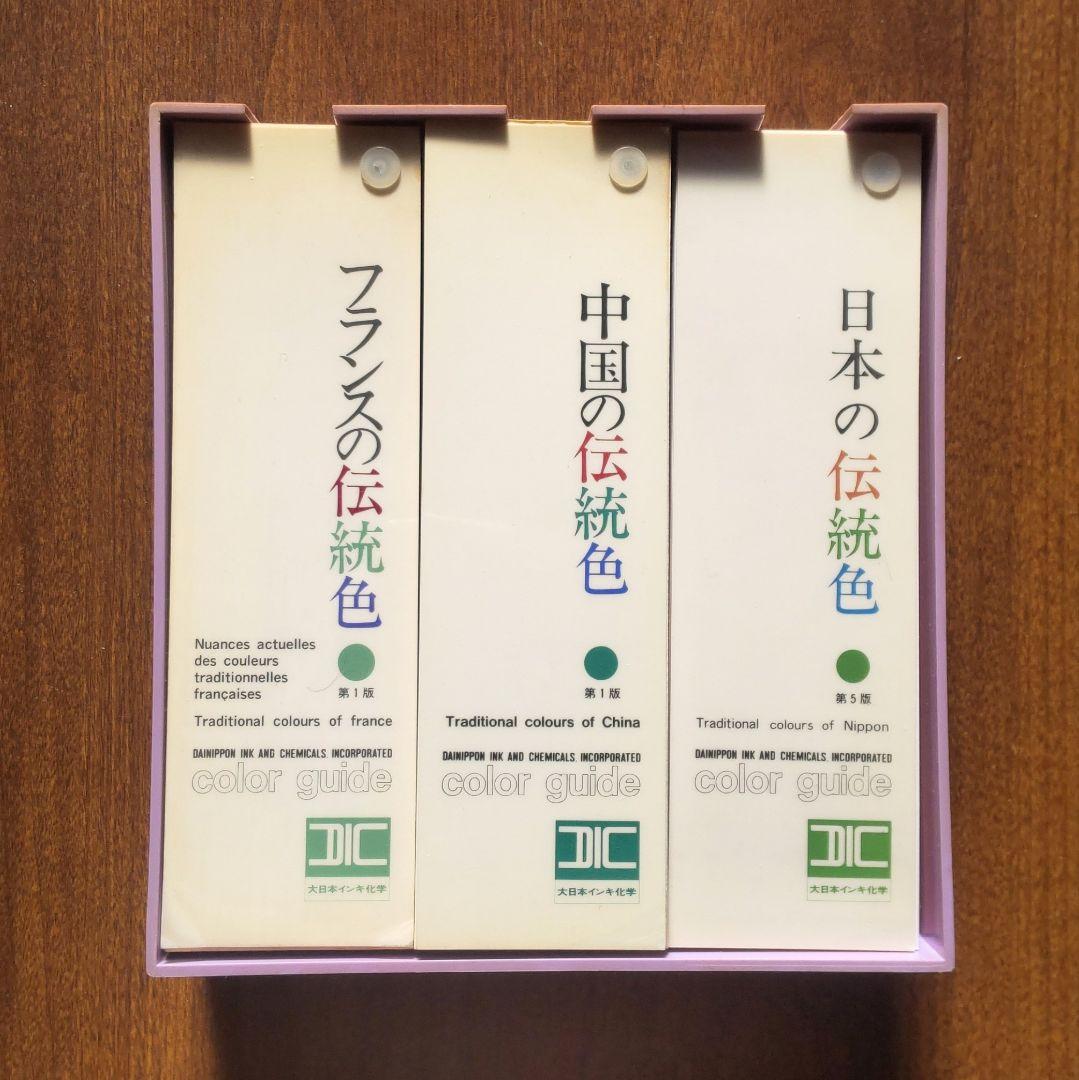 フランスの伝統色
Nuances actuelles
des couleurs
traditionnelles
françaises
第1版
Traditional colours of france
DAINIPPON INK AND CHEMICALS, INCORPORATED
color guide
DIC
大日本インキ化学
中国の伝統色
第1版
Traditional colours of China
DAINIPPON INK AND CHEMICALS, INCORPORATED
color guide
DIC
大日本インキ化学
日本の伝統色
第5版
Traditional colours of Nippon
DAINIPPON INK AND CHEMICALS, INCORPORATED
color guide
DIC
大日本インキ化学